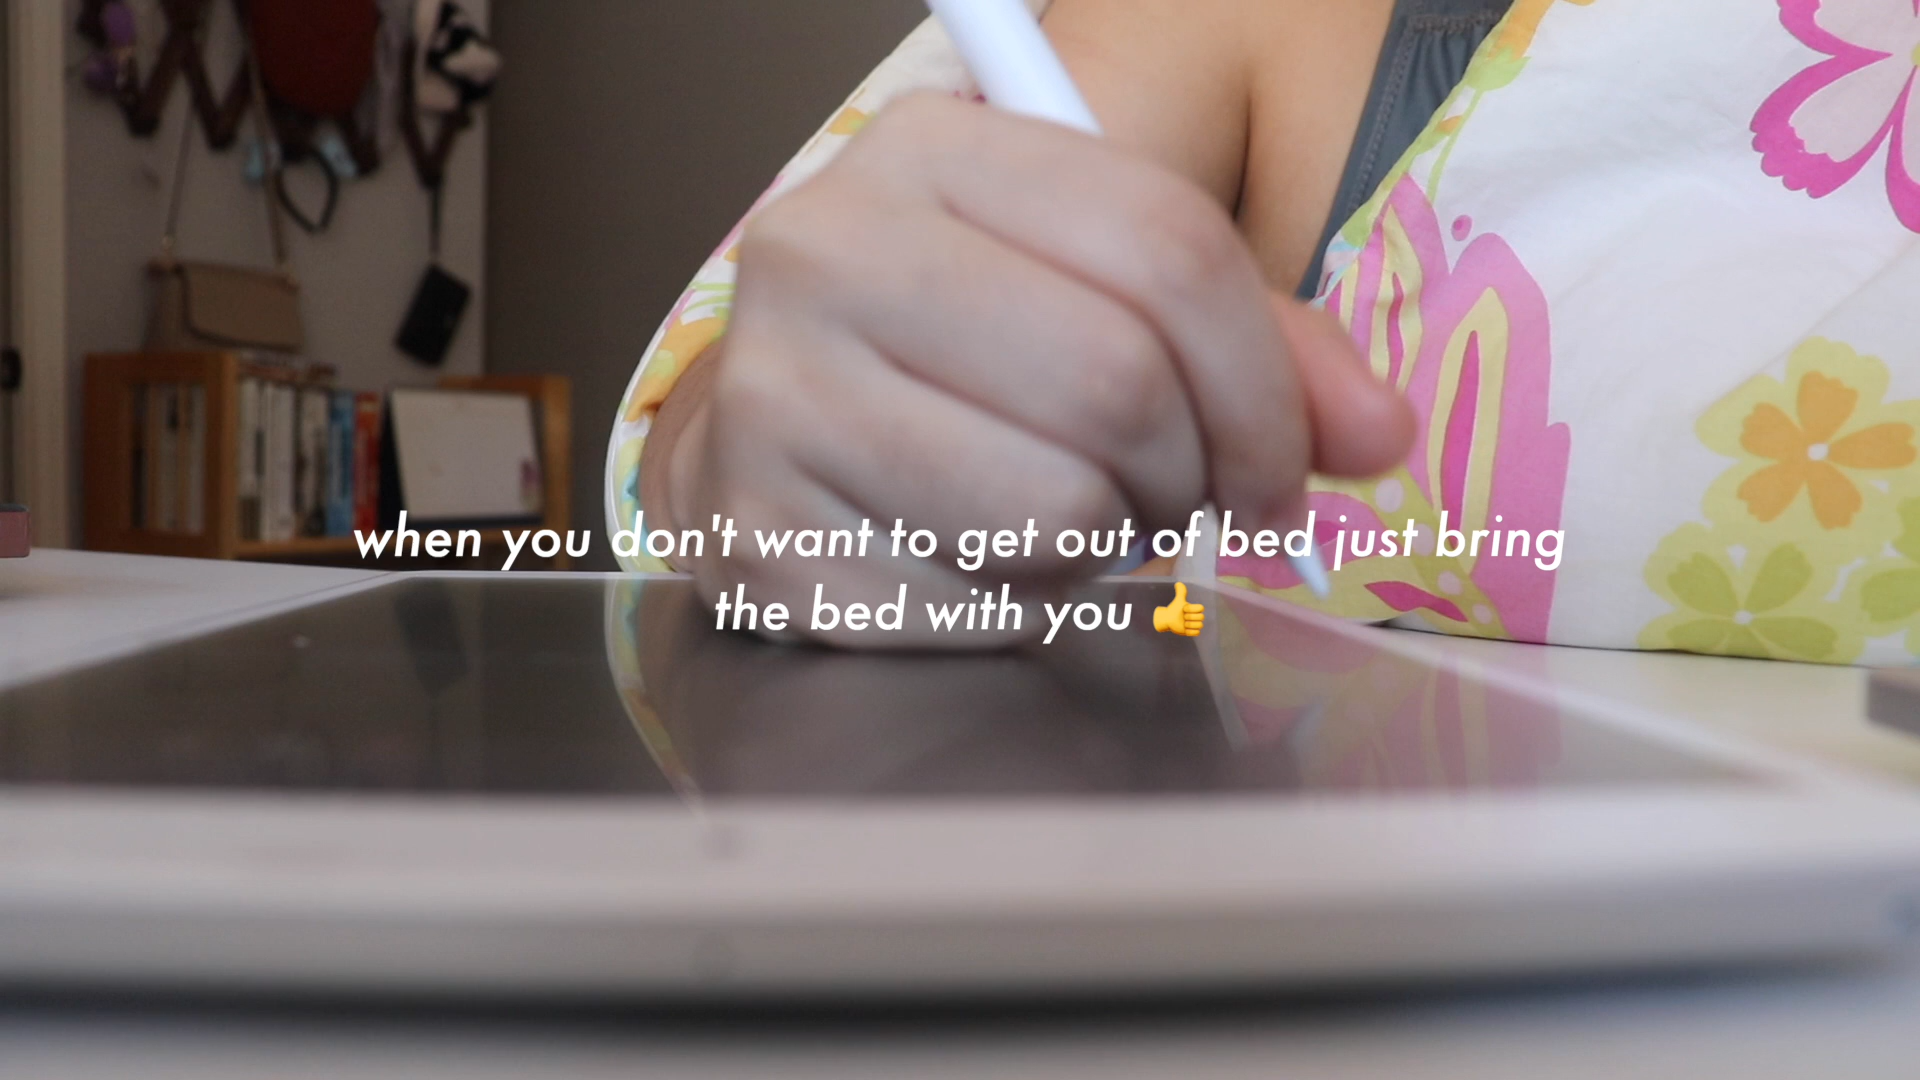 when you don't want to get out of bed just bring
the bed with you 👍